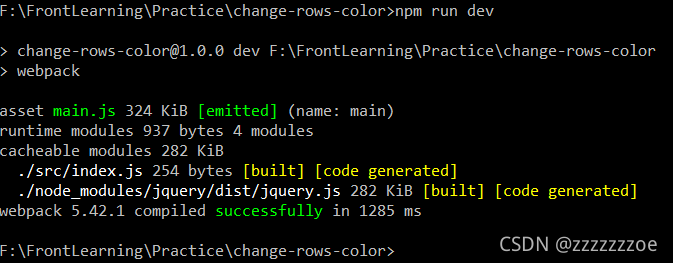 F:\FrontLearning\Practice\change-rows-color>npm run dev
> change-rows-color@1.0.0 dev F:\FrontLearning\Practice\change-rows-color
> webpack
asset main.js 324 KiB [emitted] (name: main)
runtime modules 937 bytes 4 modules
cacheable modules 282 KiB
  ./src/index.js 254 bytes [built] [code generated]
  ./node_modules/jquery/dist/jquery.js 282 KiB [built] [code generated]
webpack 5.42.1 compiled successfully in 1285 ms
F:\FrontLearning\Practice\change-rows-color>
CSDN @zzzzzzzoe